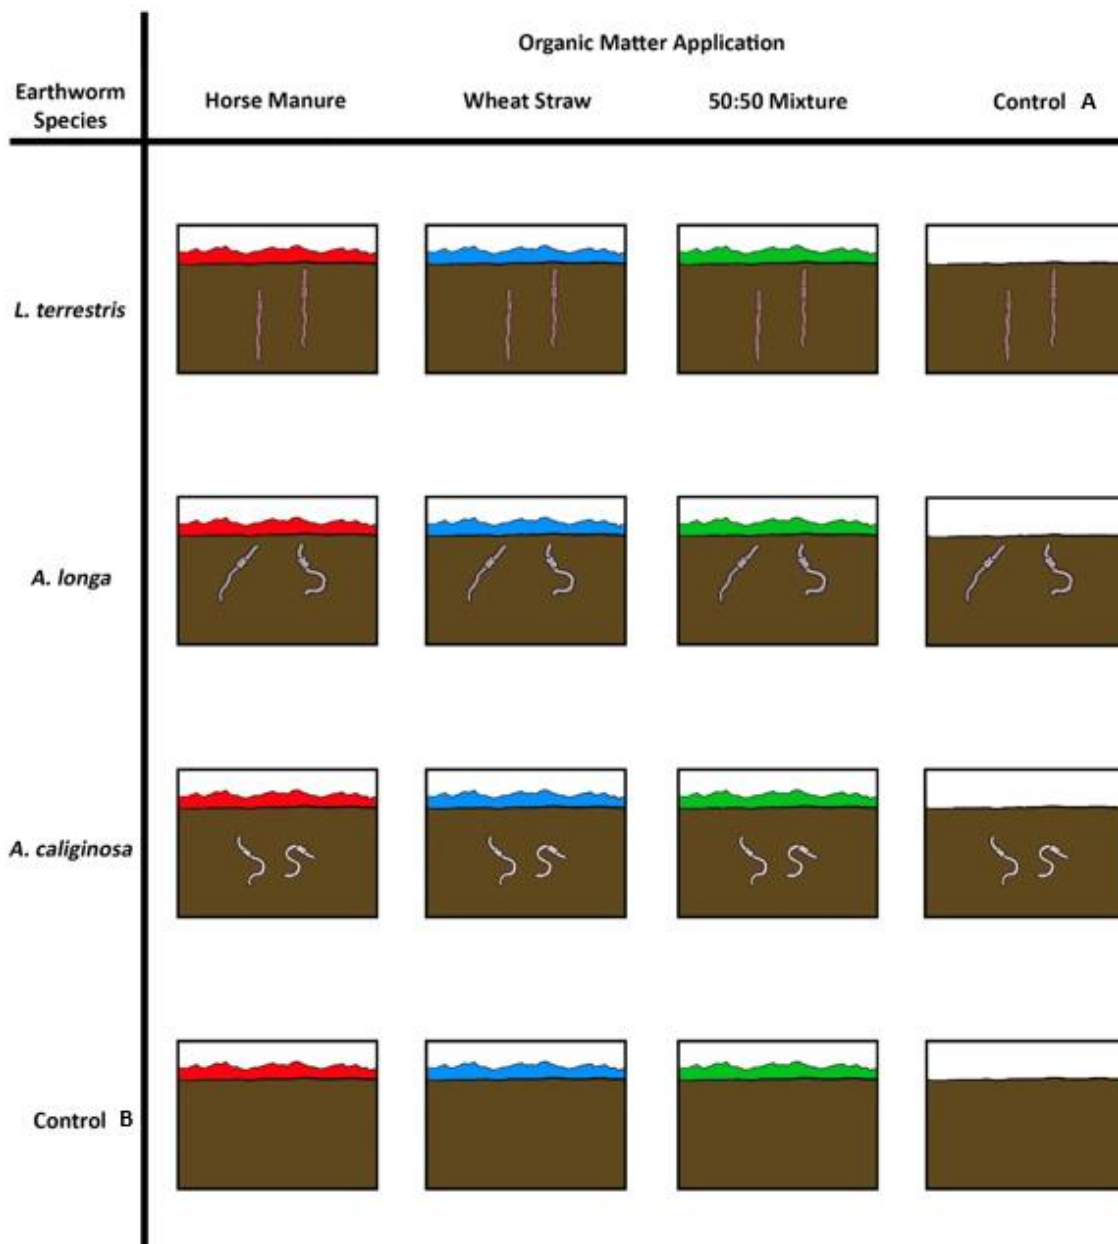 Organic Matter Application
Earthworm
Species
Horse Manure
Wheat Straw
50:50 Mixture
Control A
L. terrestris
A. longa
A. caliginosa
Control B